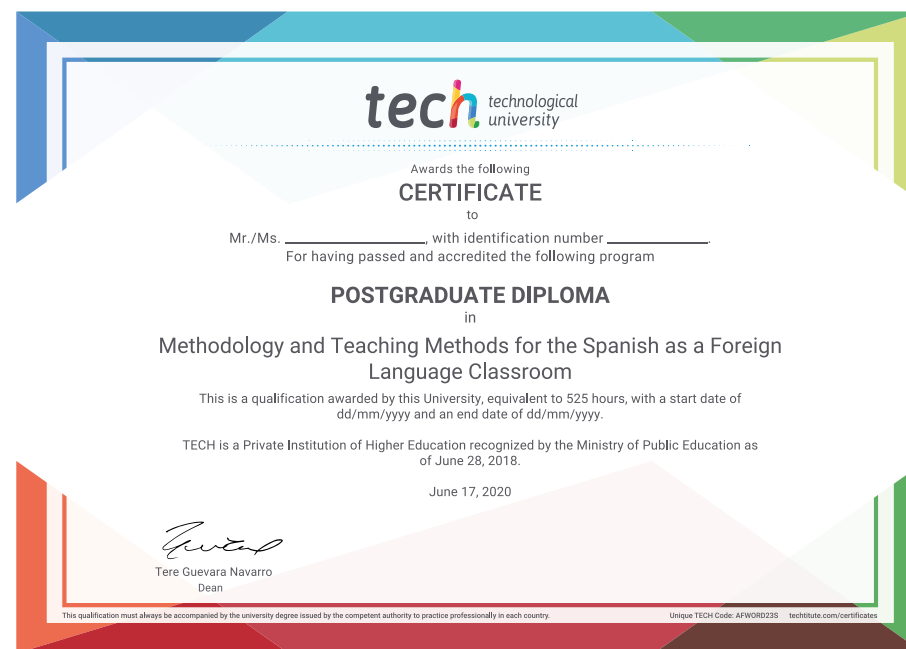 tech technological
university
Awards the following
CERTIFICATE
to
Mr./Ms. ________________, with identification number ____________.
For having passed and accredited the following program
POSTGRADUATE DIPLOMA
in
Methodology and Teaching Methods for the Spanish as a Foreign
Language Classroom
This is a qualification awarded by this University, equivalent to 525 hours, with a start date of
dd/mm/yyyy and an end date of dd/mm/yyyy.
TECH is a Private Institution of Higher Education recognized by the Ministry of Public Education as
of June 28, 2018.
June 17, 2020
Tere Guevara Navarro
Dean
This qualification must always be accompanied by the university degree issued by the competent authority to practice professionally in each country.
Unique TECH Code: AFWORD23S techtitute.com/certificates